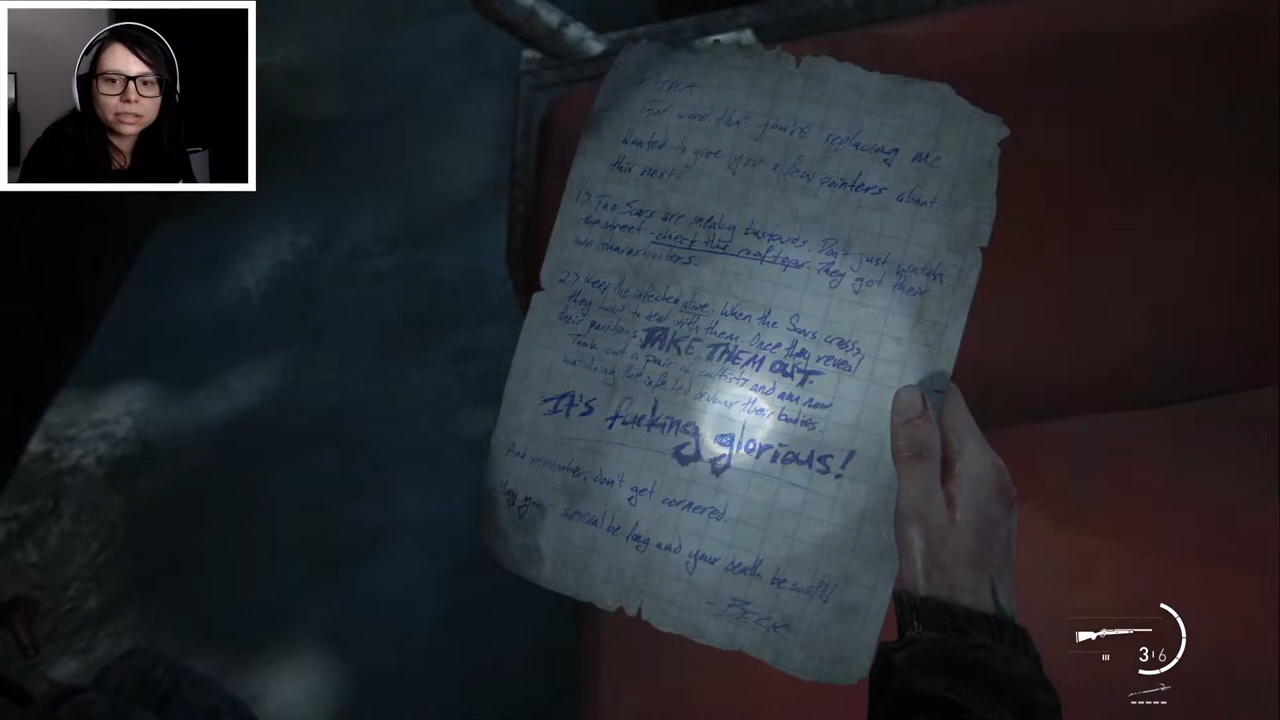 MITHA
Got word that you're replacing me.
Wanted to give you a few pointers about
this nest.
1) The Scars are sneaky bastards. Don't just watch
the street - check the rooftops. They got their
own sharpshooters.
2) Keep the infected alive. When the Scars cross,
they have to deal with them. Once they reveal
their positions, TAKE THEM OUT.
Took out a pair of cultists and am now
watching the infected devour their bodies.
It's fucking glorious!
And remember, don't get cornered.
May your survival be long and your death be swift!
- BECK
3 6